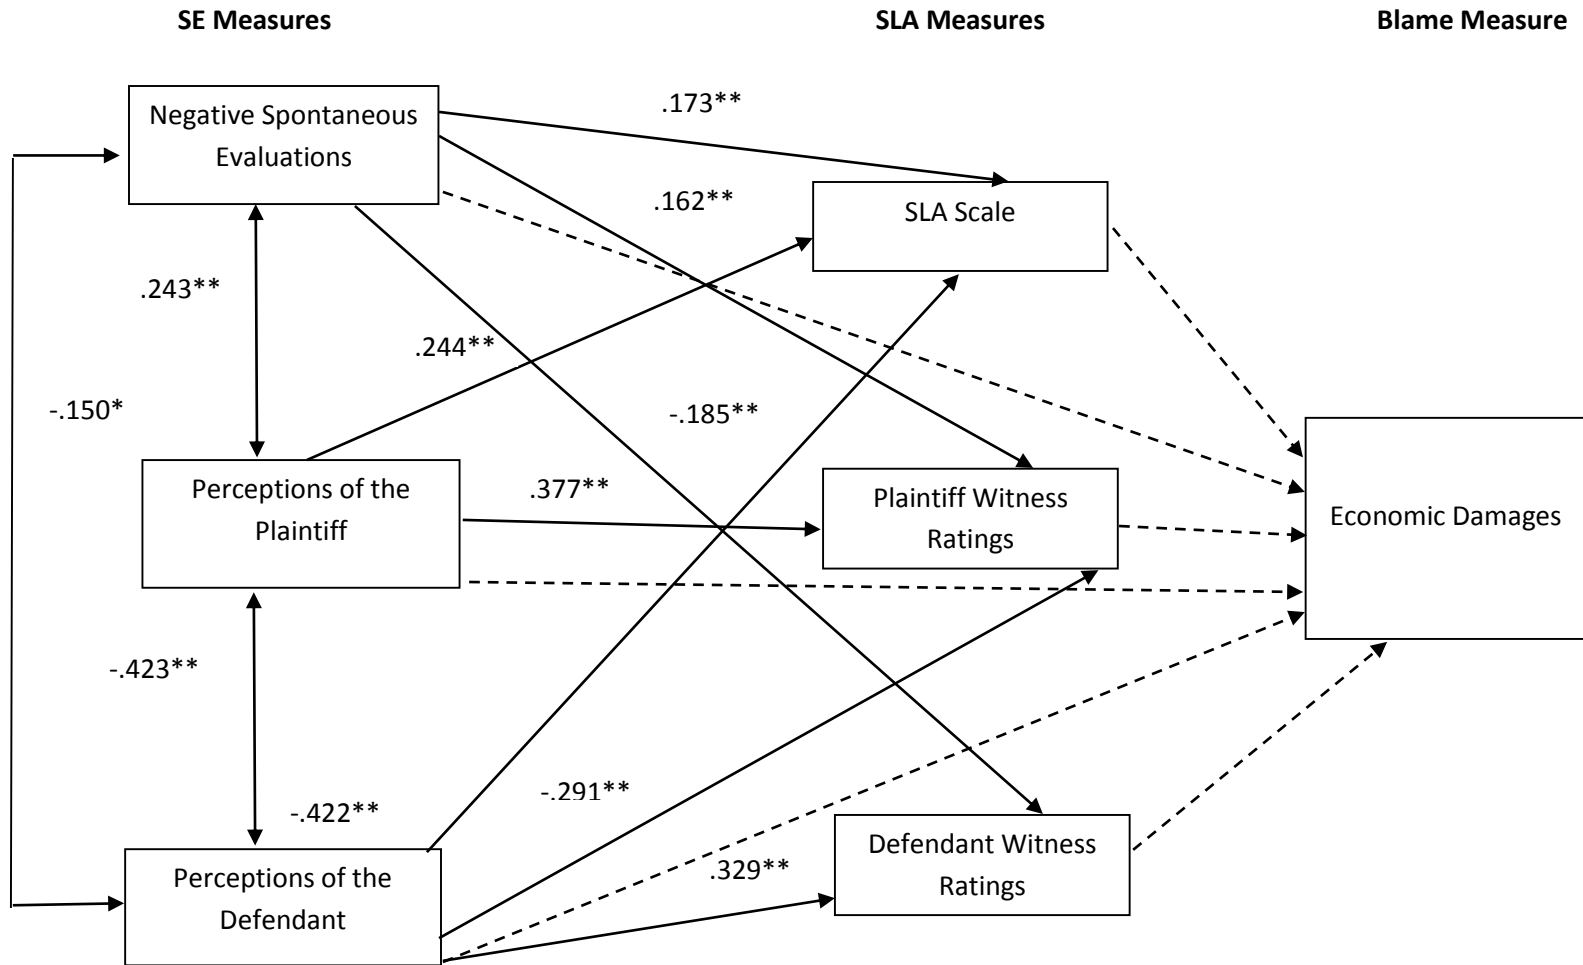 SE Measures
SLA Measures
Blame Measure
Negative Spontaneous
Evaluations
.173**
.162**
SLA Scale
.243**
.244**
-.150*
-.185**
Perceptions of the
Plaintiff
.377**
Plaintiff Witness
Ratings
Economic Damages
-.423**
-.422**
-.291**
Defendant Witness
Ratings
.329**
Perceptions of the
Defendant